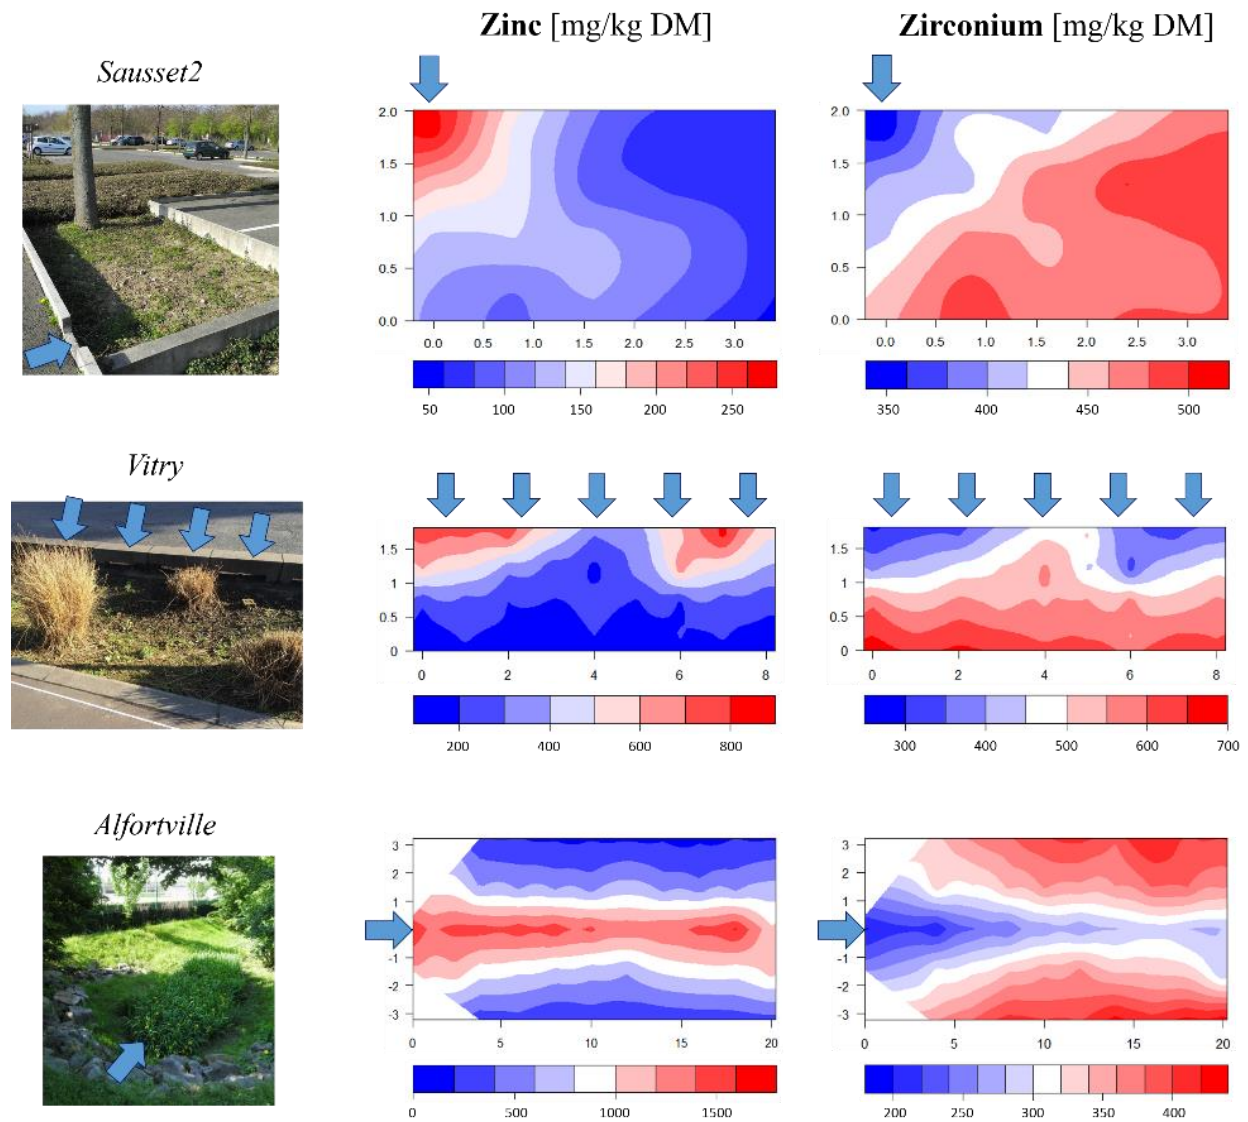 Zinc [mg/kg DM]
Zirconium [mg/kg DM]
Sausset2
2.0
1.5
1.0
0.5
0.0
0.0 0.5 1.0 1.5 2.0 2.5 3.0
50 100 150 200 250
2.0
1.5
1.0
0.5
0.0
0.0 0.5 1.0 1.5 2.0 2.5 3.0
350 400 450 500
Vitry
1.5
1
0.5
0
0 2 4 6 8
200 400 600 800
1.5
1
0.5
0
0 2 4 6 8
300 400 500 600 700
Alfortville
3
2
1
-1
-2
-3
0 5 10 15 20
0 500 1000 1500
3
2
1
-1
-2
-3
0 5 10 15 20
200 250 300 350 400